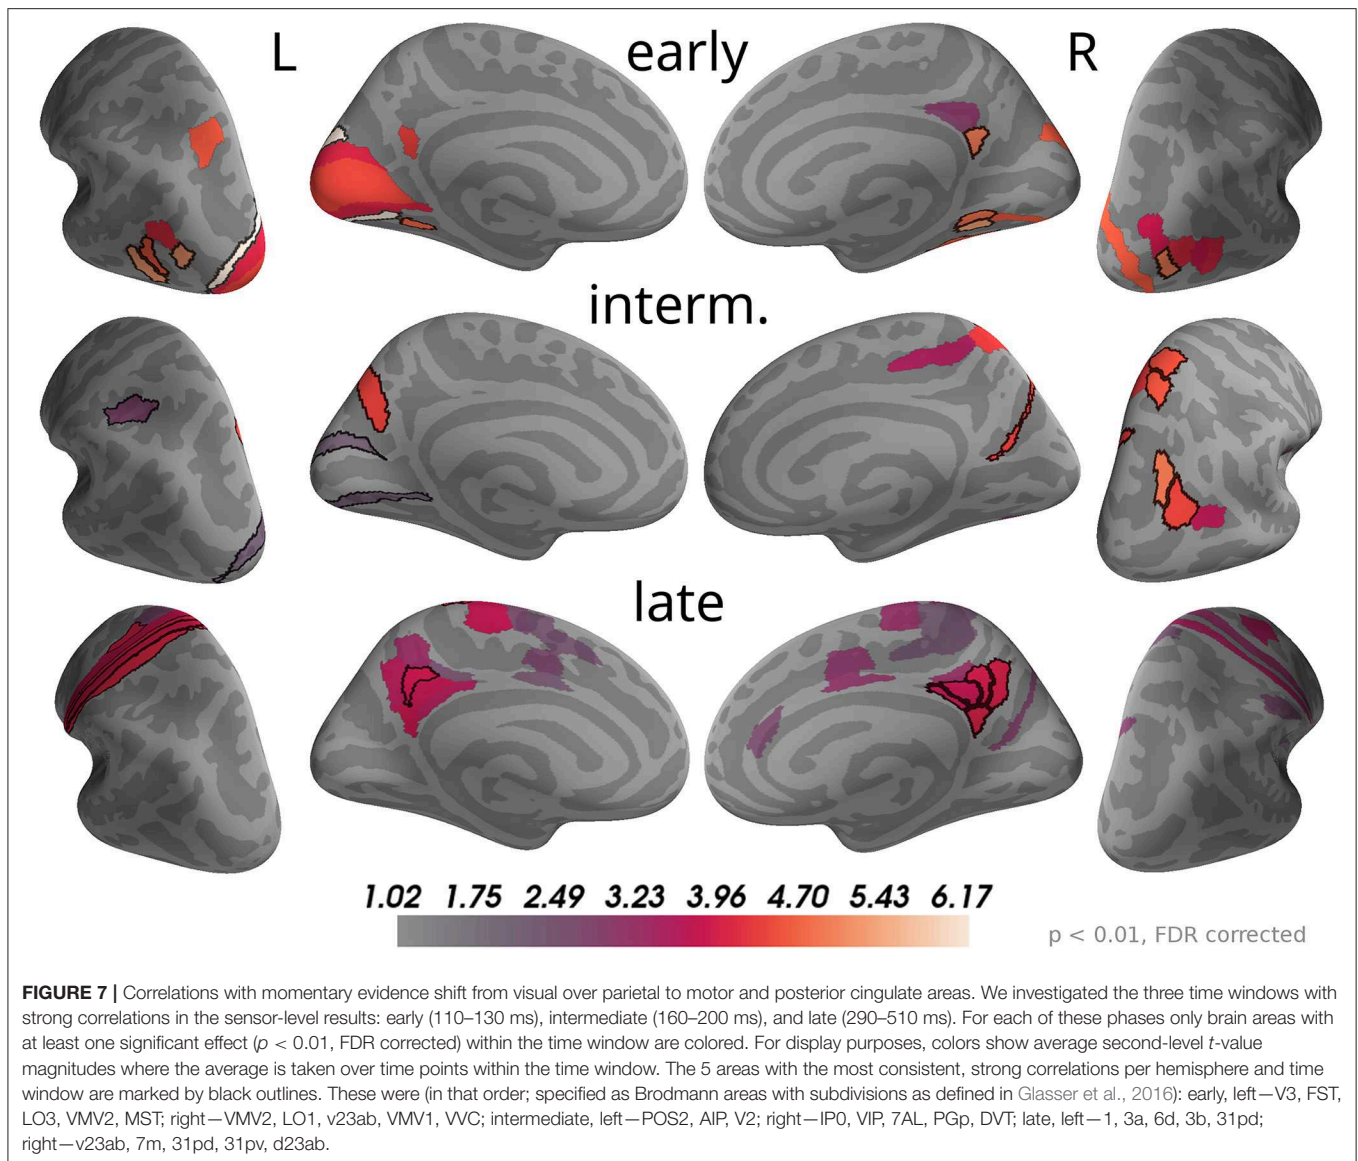 L early R
interm.
late
1.02 1.75 2.49 3.23 3.96 4.70 5.43 6.17
p < 0.01, FDR corrected
FIGURE 7 | Correlations with momentary evidence shift from visual over parietal to motor and posterior cingulate areas. We investigated the three time windows with
strong correlations in the sensor-level results: early (110–130 ms), intermediate (160–200 ms), and late (290–510 ms). For each of these phases only brain areas with
at least one significant effect (p < 0.01, FDR corrected) within the time window are colored. For display purposes, colors show average second-level t-value
magnitudes where the average is taken over time points within the time window. The 5 areas with the most consistent, strong correlations per hemisphere and time
window are marked by black outlines. These were (in that order; specified as Brodmann areas with subdivisions as defined in Glasser et al., 2016): early, left—V3, FST,
LO3, VMV2, MST; right—VMV2, LO1, v23ab, VMV1, VVC; intermediate, left—POS2, AIP, V2; right—IP0, VIP, 7AL, PGp, DVT; late, left—1, 3a, 6d, 3b, 31pd;
right—v23ab, 7m, 31pd, 31pv, d23ab.